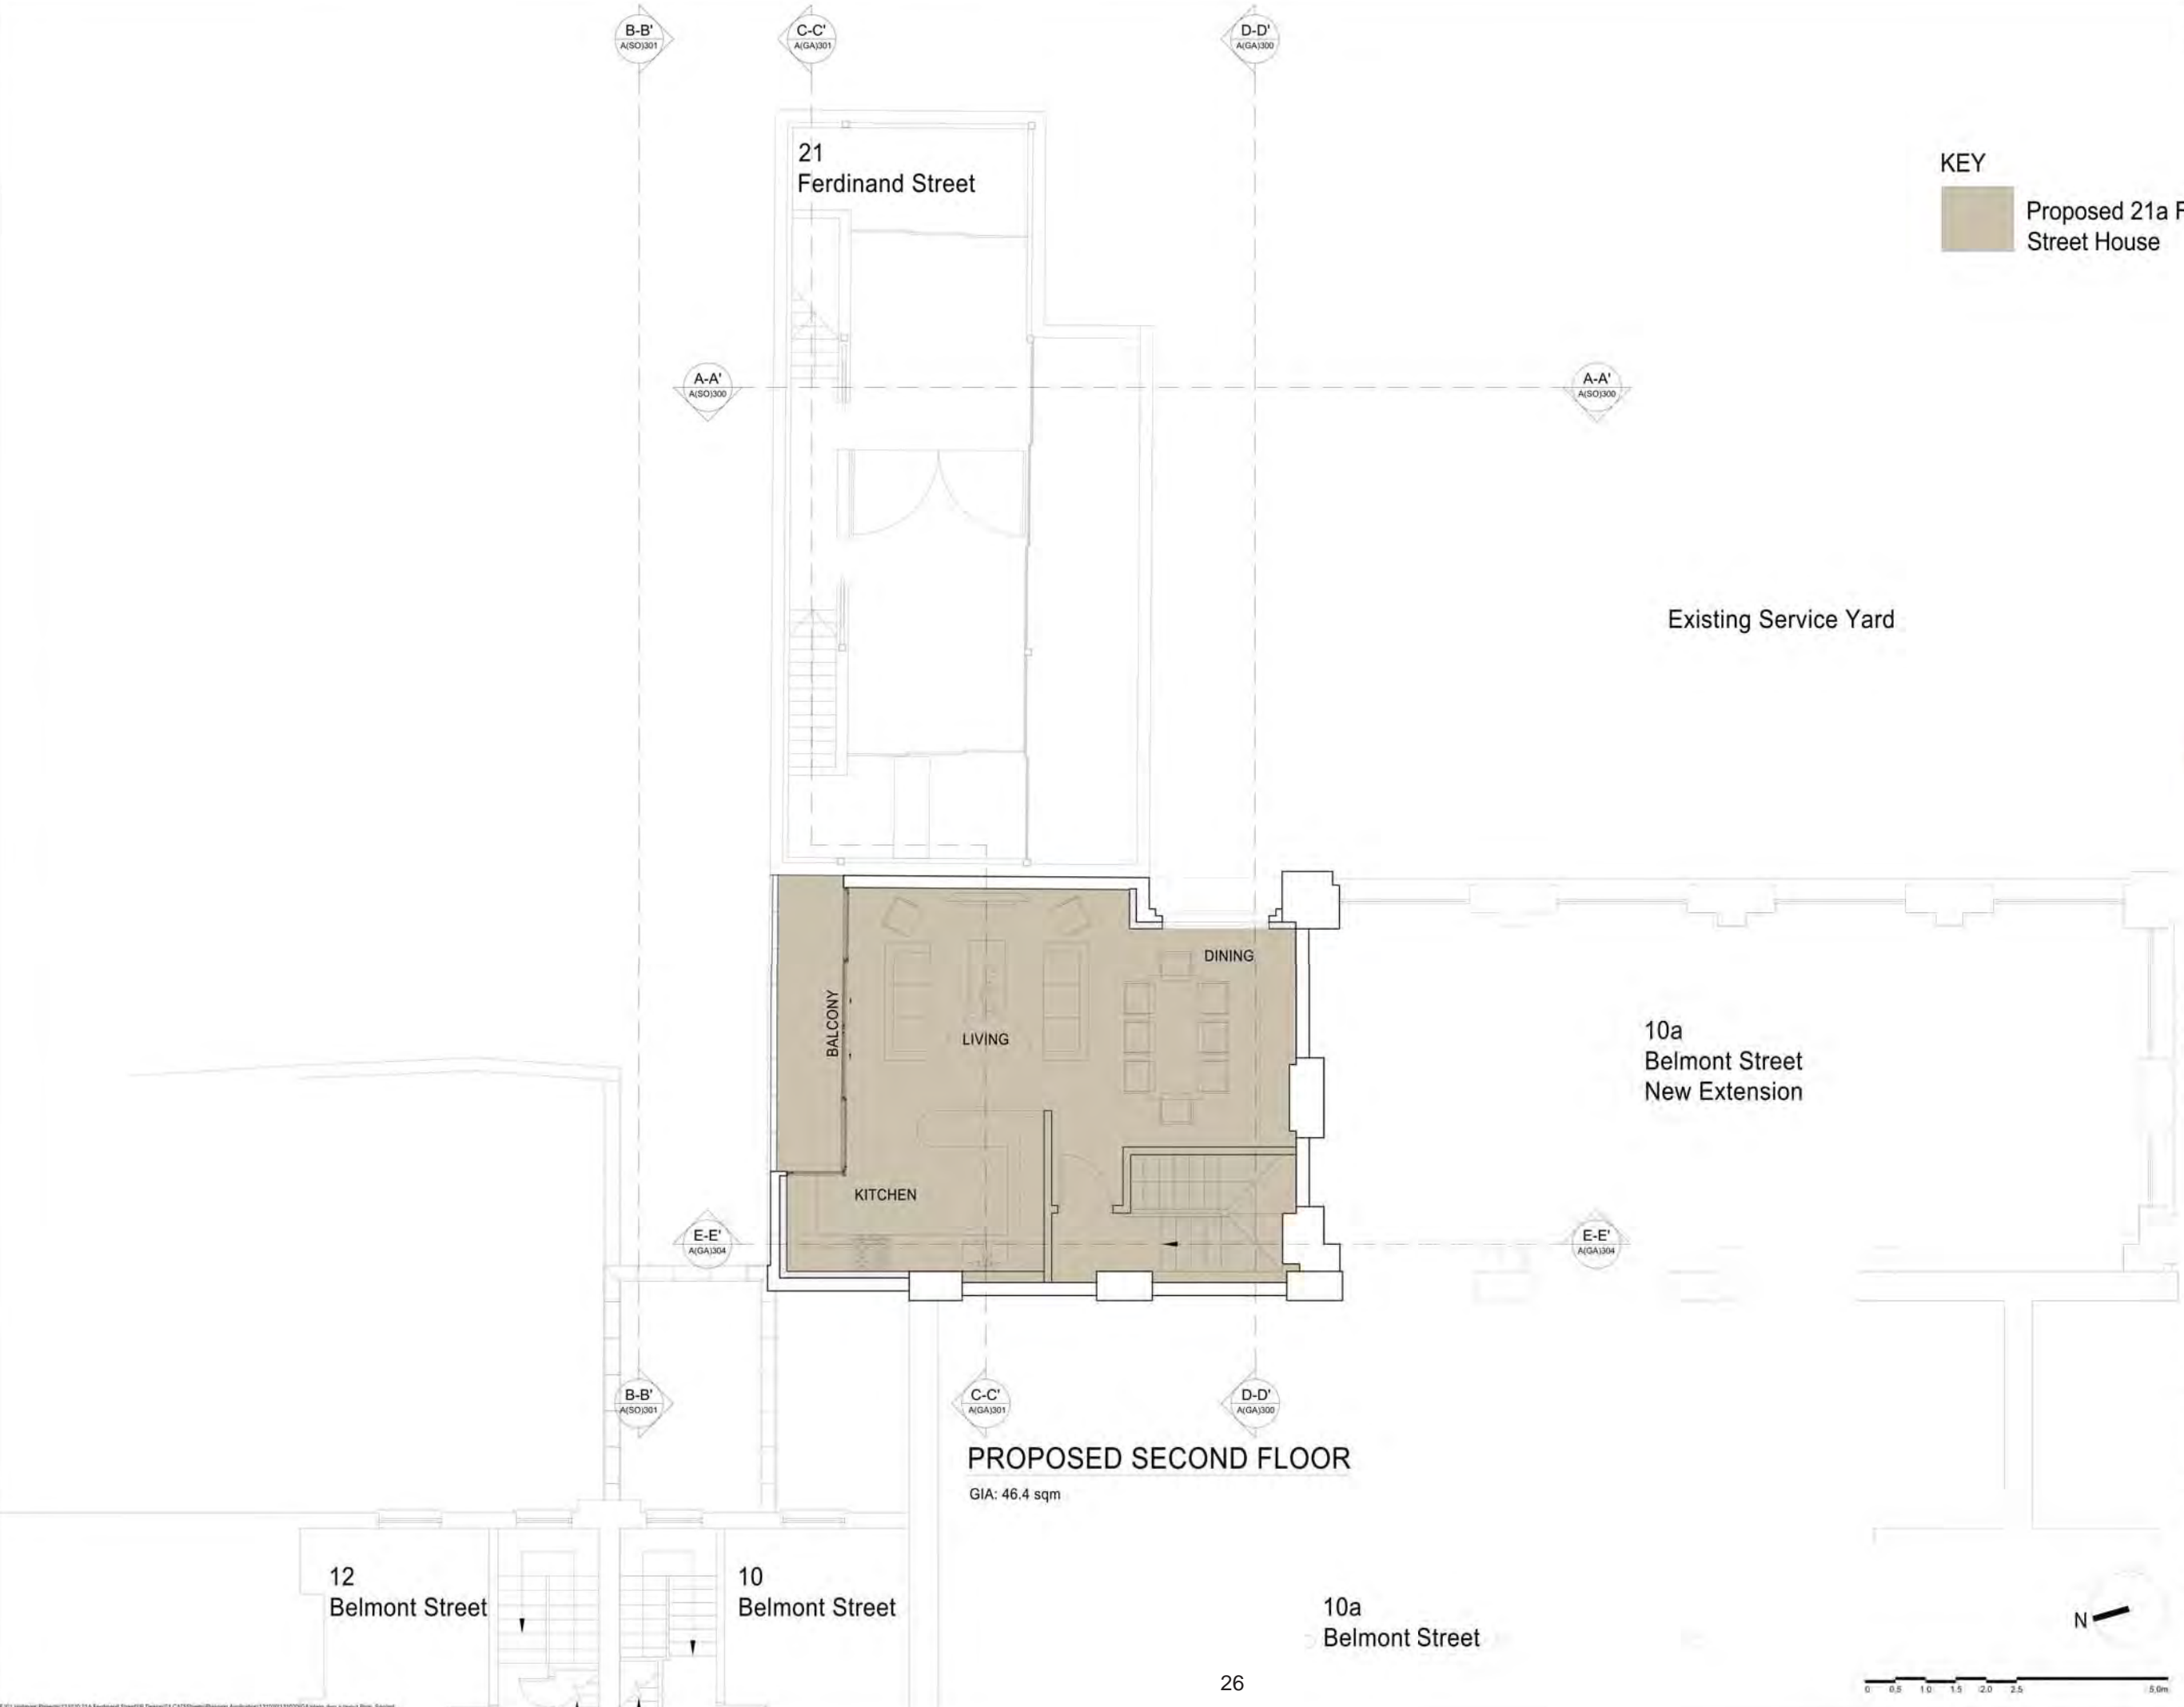 B-B'
A(SO)301
C-C'
A(GA)301
D-D'
A(GA)300
21
Ferdinand Street
KEY
Proposed 21a F
Street House
A-A'
A(SO)300
A-A'
A(SO)300
Existing Service Yard
DINING
BALCONY
LIVING
10a
Belmont Street
New Extension
KITCHEN
E-E'
A(GA)304
E-E'
A(GA)304
B-B'
A(SO)301
C-C'
A(GA)301
D-D'
A(GA)300
PROPOSED SECOND FLOOR
GIA: 46.4 sqm
12
Belmont Street
10
Belmont Street
10a
Belmont Street
N
26
0 0.5 1.0 1.5 2.0 2.5 5.0m